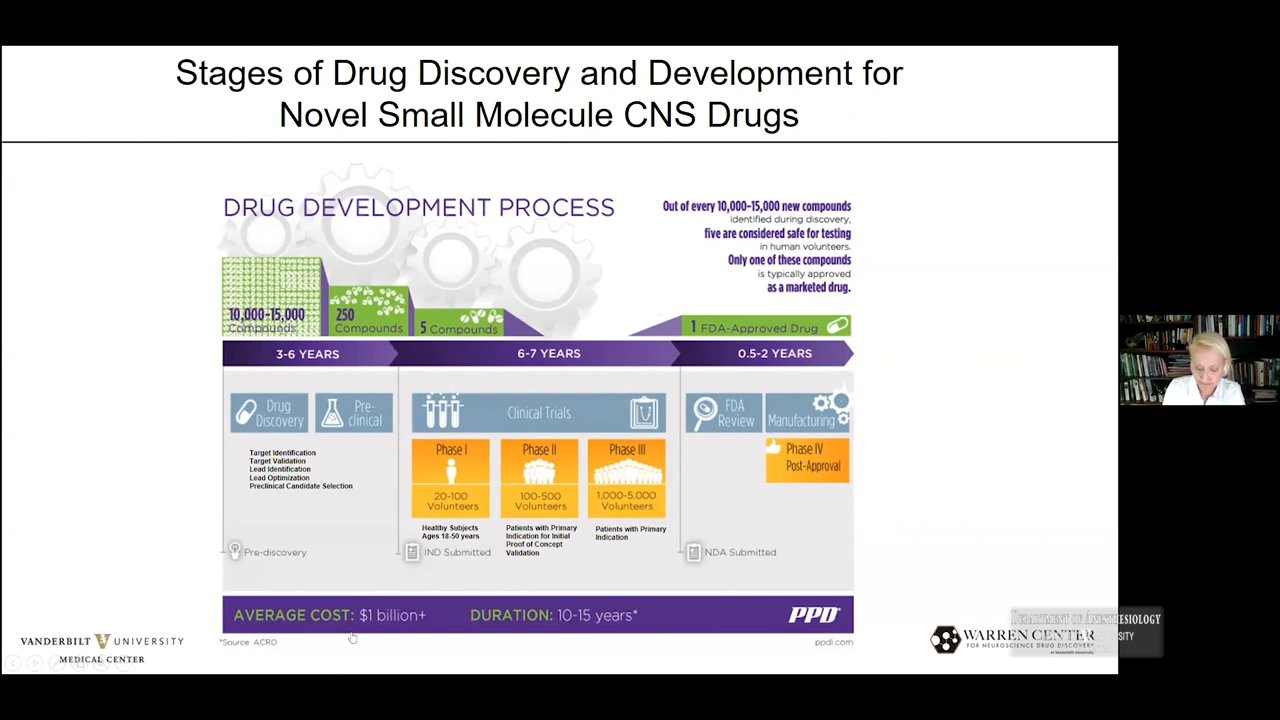 Stages of Drug Discovery and Development for
Novel Small Molecule CNS Drugs
DRUG DEVELOPMENT PROCESS
Out of every 10,000-15,000 new compounds
identified during discovery,
five are considered safe for testing
in human volunteers.
Only one of these compounds
is typically approved
as a marketed drug.
10,000-15,000
Compounds
250
Compounds
5 Compounds
1 FDA-Approved Drug
3-6 YEARS
6-7 YEARS
0.5-2 YEARS
Drug
Discovery
Pre-
clinical
Clinical Trials
FDA
Review
Manufacturing
Target Identification
Target Validation
Lead Identification
Lead Optimization
Preclinical Candidate Selection
Phase I
20-100
Volunteers
Healthy Subjects
Ages 18-50 years
Phase II
100-500
Volunteers
Patients with Primary
Indication for Initial
Proof of Concept
Validation
Phase III
1,000-5,000
Volunteers
Patients with Primary
Indication
Phase IV
Post-Approval
Pre-discovery
IND Submitted
NDA Submitted
AVERAGE COST: $1 billion+
DURATION: 10-15 years*
PPD
*Source: ACRO
ppdi.com
VANDERBILT V UNIVERSITY
MEDICAL CENTER
WARREN CENTER
FOR NEUROSCIENCE DRUG DISCOVERY
at Vanderbilt University
DEPARTMENT OF ANESTHESIOLOGY